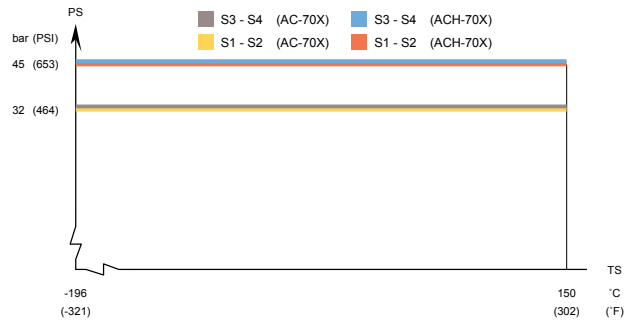 PS
S3 - S4 (AC-70X) S3 - S4 (ACH-70X)
bar (PSI) S1 - S2 (AC-70X) S1 - S2 (ACH-70X)
45 (653)
32 (464)
TS
-196 150 ˚C
(-321) (302) (˚F)